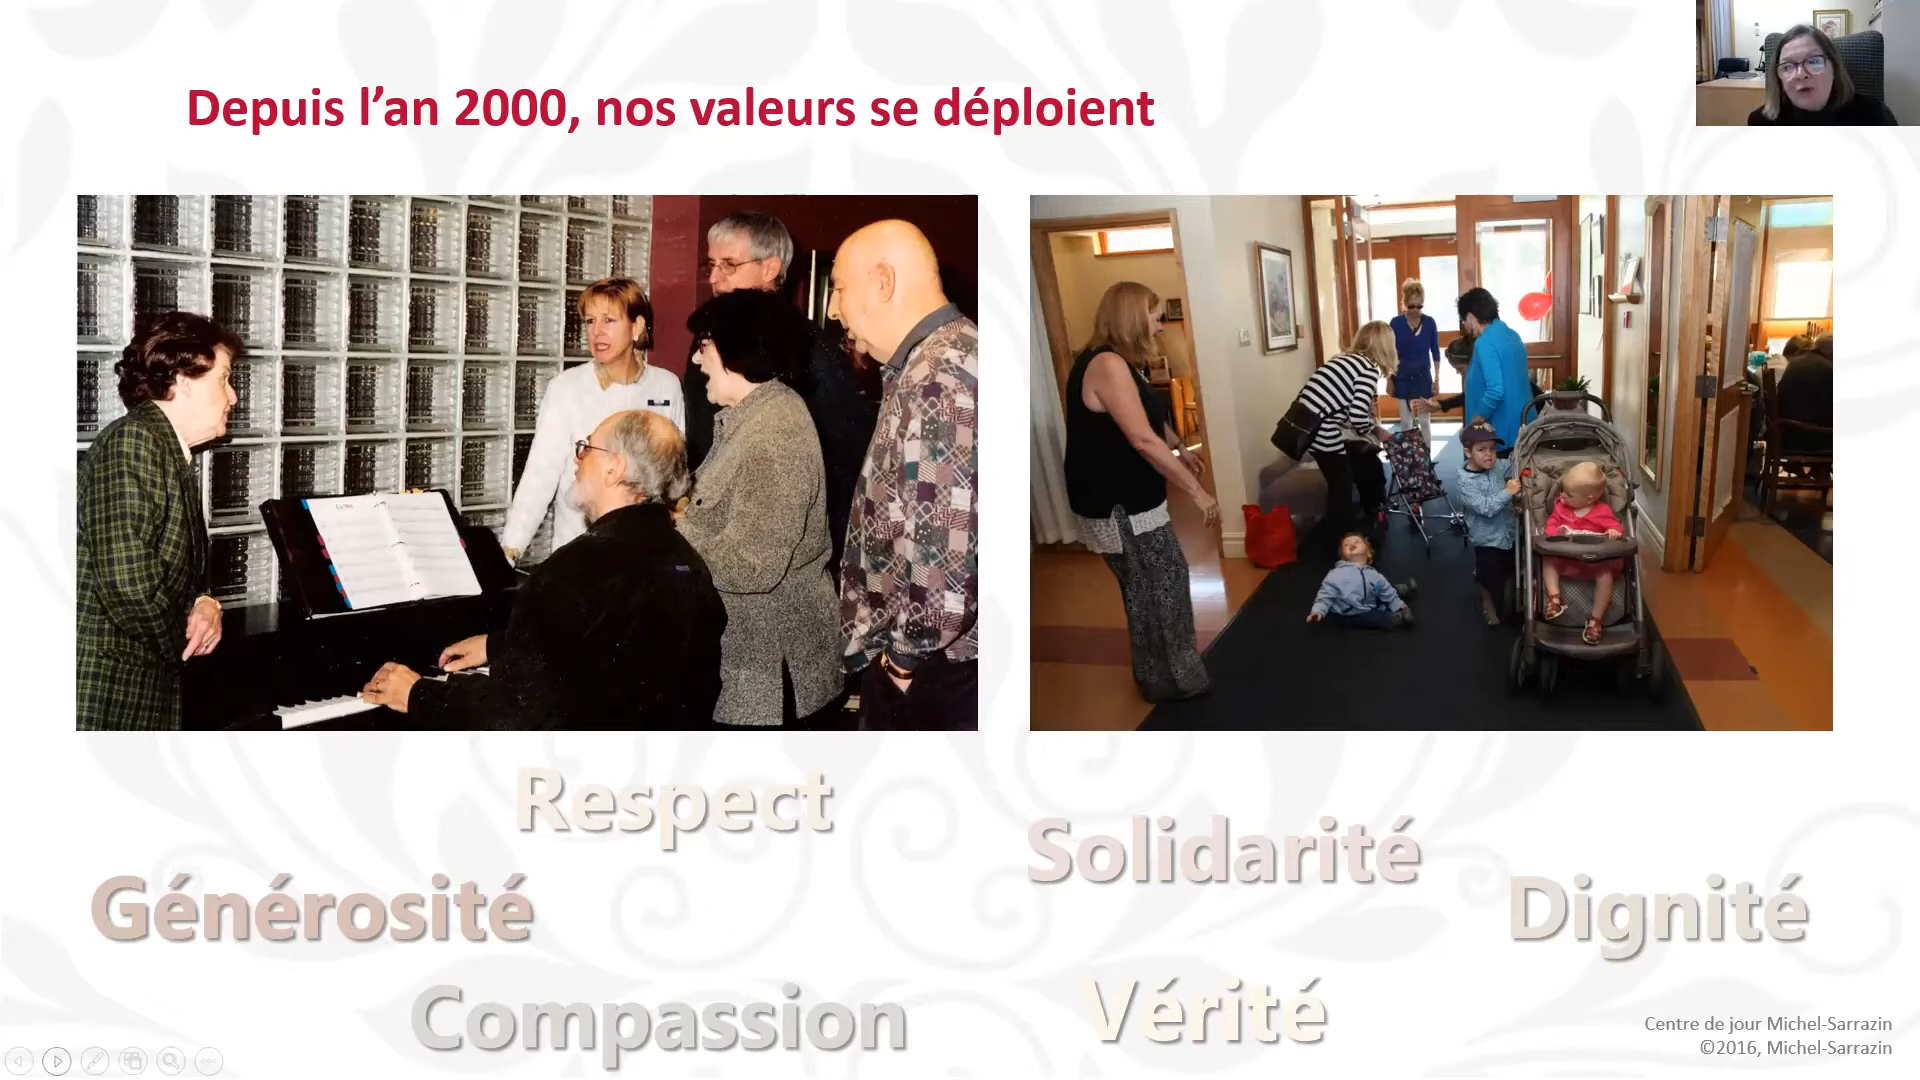 Depuis l’an 2000, nos valeurs se déploient
Respect
Solidarité
Générosité
Dignité
Compassion
Vérité
Centre de jour Michel-Sarrazin
©2016, Michel-Sarrazin